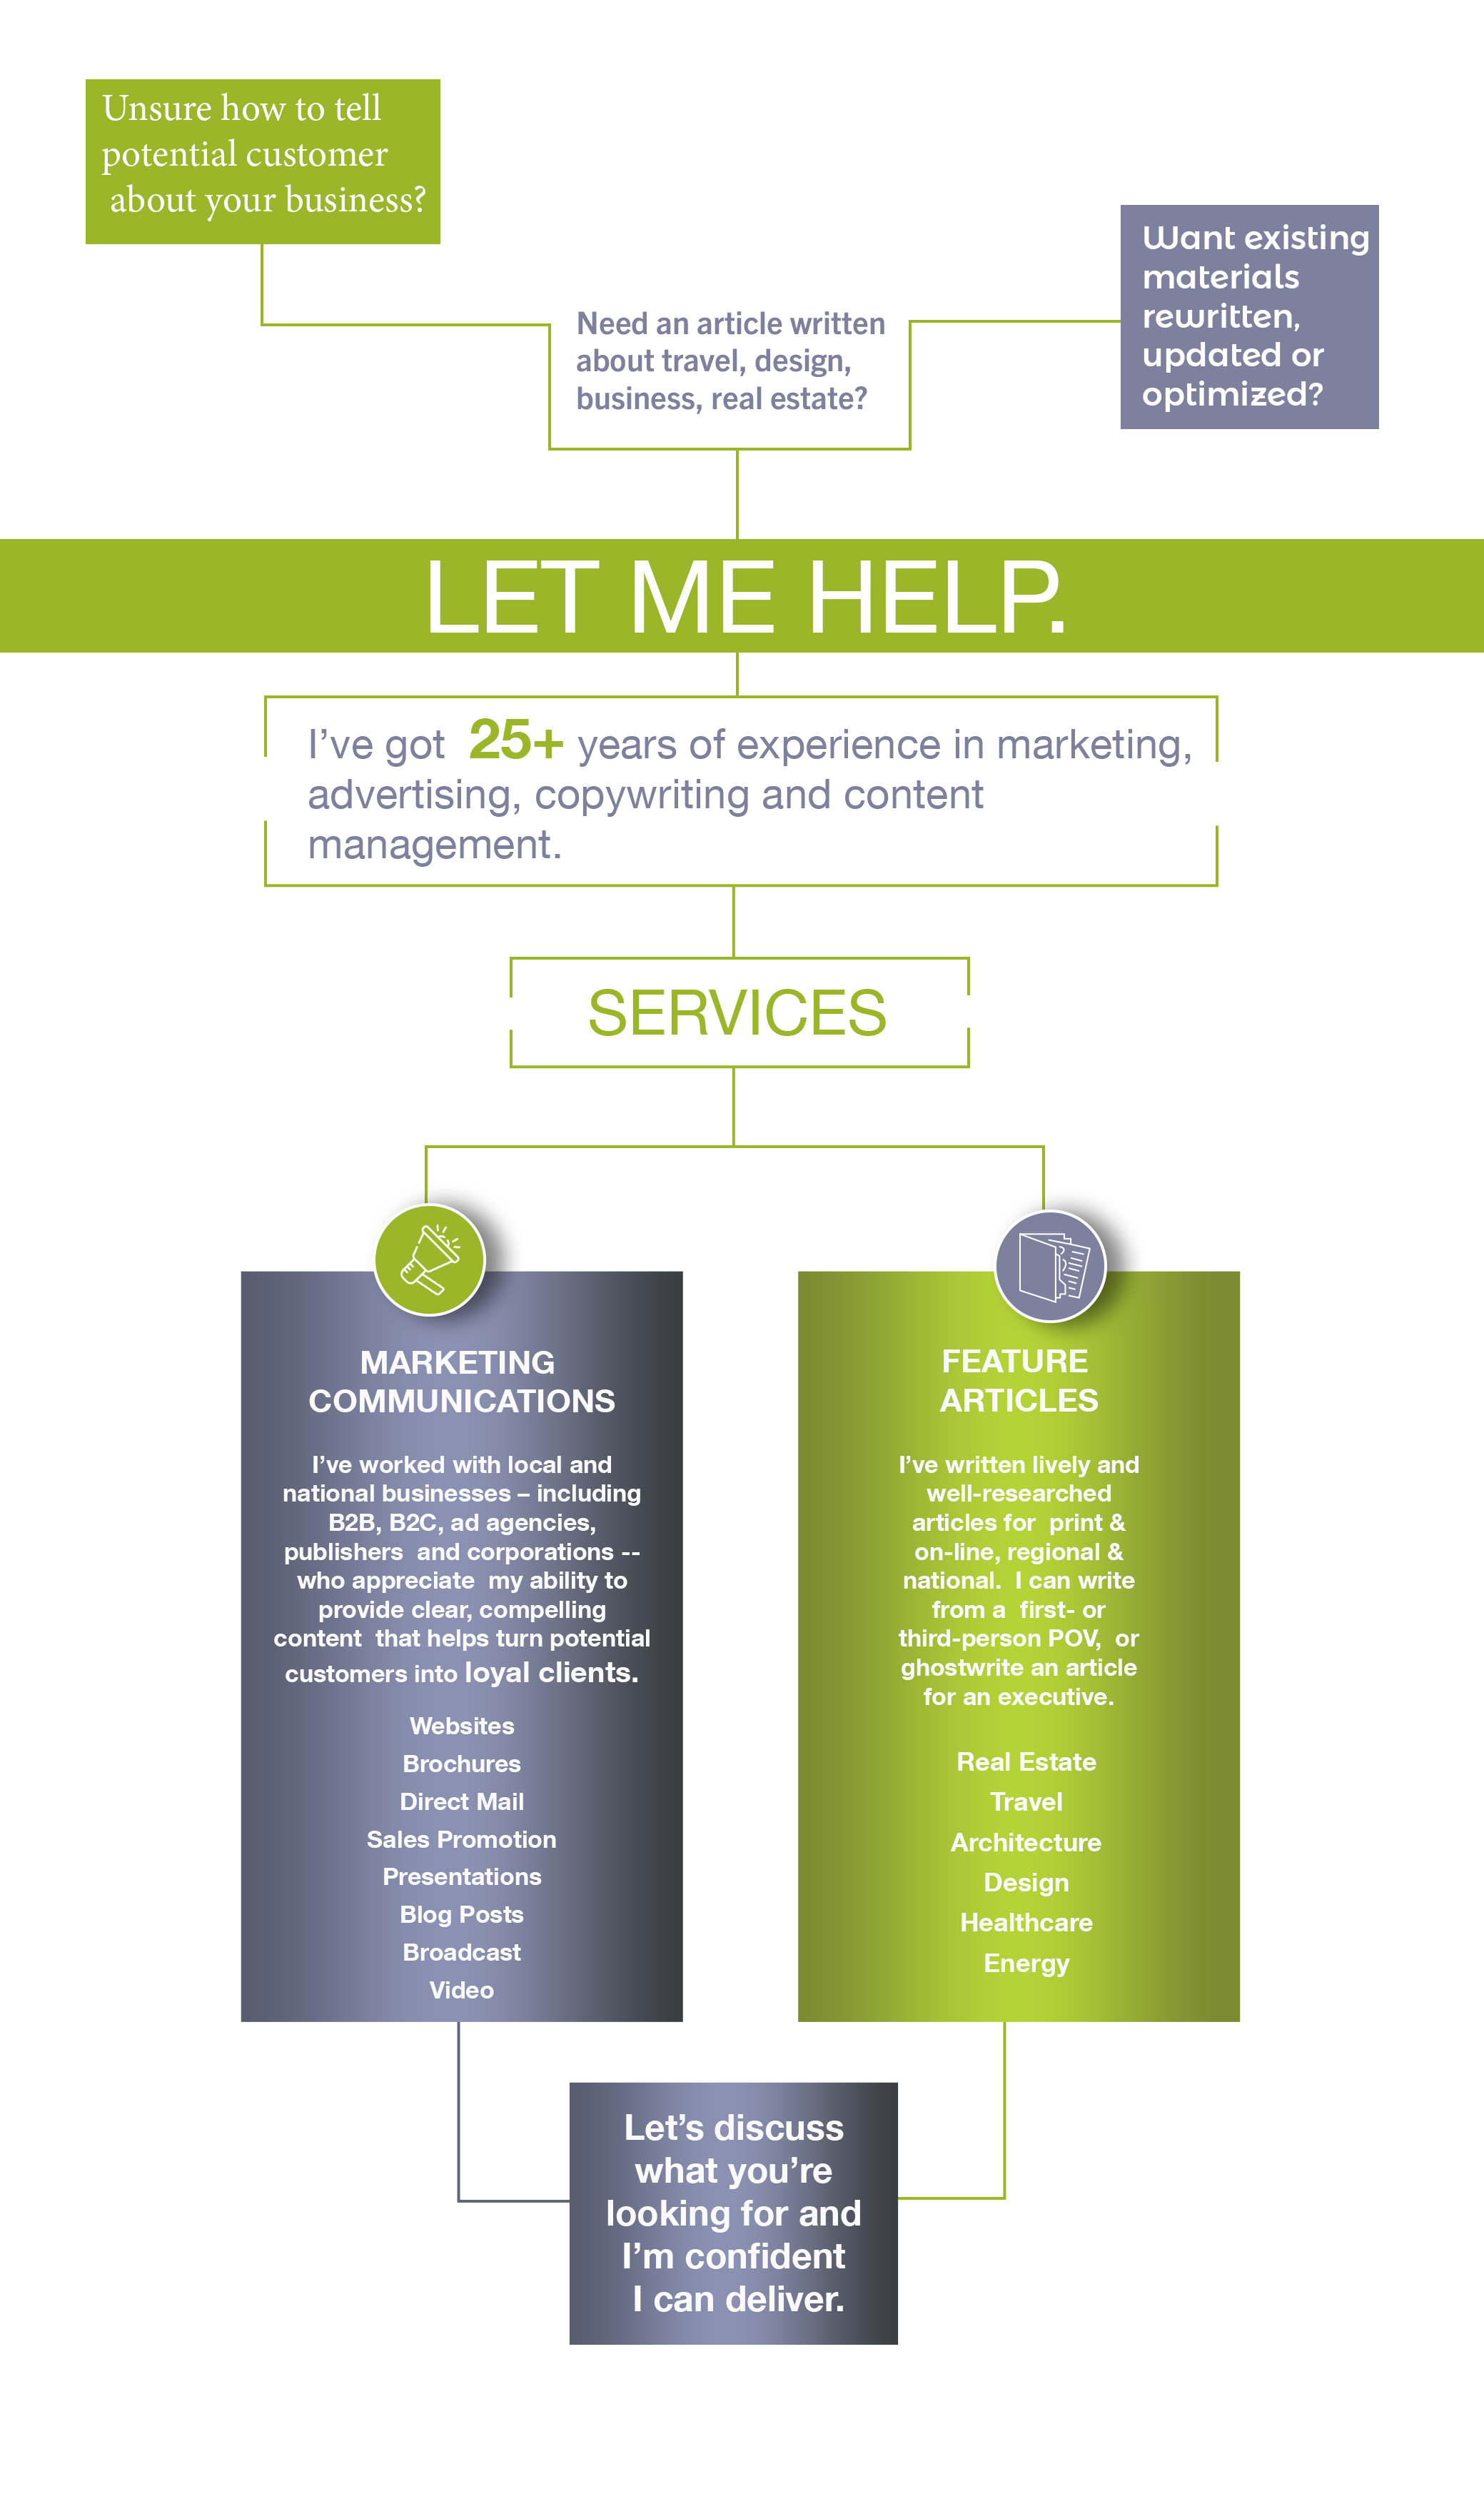 Unsure how to tell
potential customer
about your business?
Want existing
materials
rewritten,
updated or
optimized?
Need an article written
about travel, design,
business, real estate?
LET ME HELP.
I’ve got 25+ years of experience in marketing,
advertising, copywriting and content
management.
SERVICES
MARKETING
COMMUNICATIONS
I’ve worked with local and
national businesses – including
B2B, B2C, ad agencies,
publishers and corporations --
who appreciate my ability to
provide clear, compelling
content that helps turn potential
customers into loyal clients.
Websites
Brochures
Direct Mail
Sales Promotion
Presentations
Blog Posts
Broadcast
Video
FEATURE
ARTICLES
I’ve written lively and
well-researched
articles for print &
on-line, regional &
national. I can write
from a first- or
third-person POV, or
ghostwrite an article
for an executive.
Real Estate
Travel
Architecture
Design
Healthcare
Energy
Let’s discuss
what you’re
looking for and
I’m confident
I can deliver.